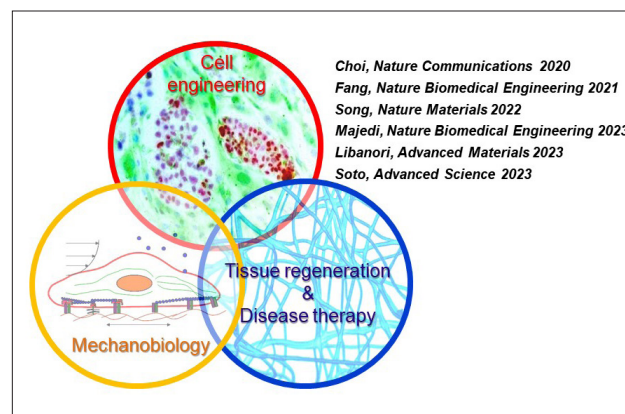 Cell
engineering
Choi, Nature Communications 2020
Fang, Nature Biomedical Engineering 2021
Song, Nature Materials 2022
Majedi, Nature Biomedical Engineering 2023
Libanori, Advanced Materials 2023
Soto, Advanced Science 2023
Tissue regeneration
&
Disease therapy
Mechanobiology